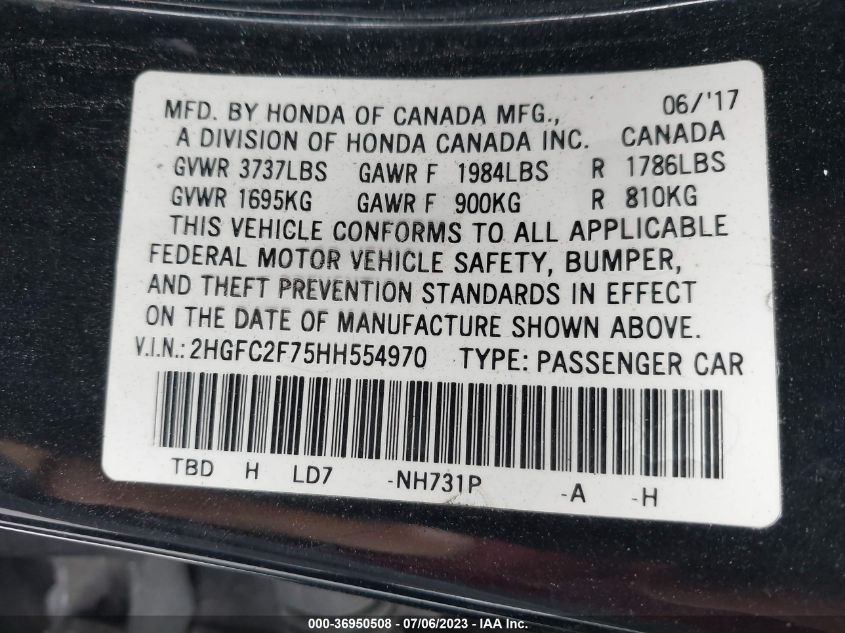 MFD. BY HONDA OF CANADA MFG., 06/'17
A DIVISION OF HONDA CANADA INC. CANADA
GVWR 3737LBS GAWR F 1984LBS R 1786LBS
GVWR 1695KG GAWR F 900KG R 810KG
THIS VEHICLE CONFORMS TO ALL APPLICABLE
FEDERAL MOTOR VEHICLE SAFETY, BUMPER,
AND THEFT PREVENTION STANDARDS IN EFFECT
ON THE DATE OF MANUFACTURE SHOWN ABOVE.
V.I.N.: 2HGFC2F75HH554970 TYPE: PASSENGER CAR
TBD H LD7 -NH731P -A -H
000-36950508 - 07/06/2023 - IAA Inc.